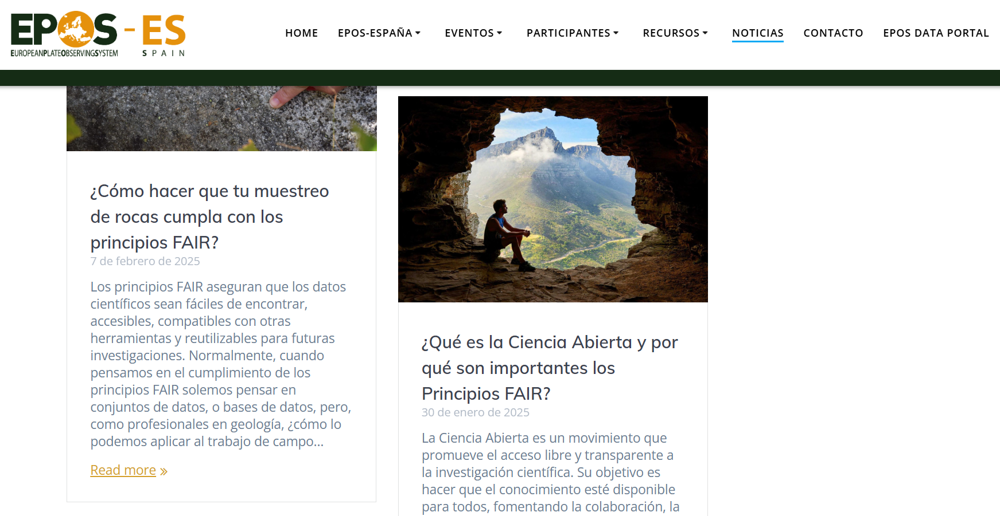 EPOS - ES
EUROPEANPLATEOBSERVINGSYSTEM SPAIN
HOME EPOS-ESPAÑA EVENTOS PARTICIPANTES RECURSOS NOTICIAS CONTACTO EPOS DATA PORTAL
¿Cómo hacer que tu muestreo
de rocas cumpla con los
principios FAIR?
7 de febrero de 2025
Los principios FAIR aseguran que los datos
científicos sean fáciles de encontrar,
accesibles, compatibles con otras
herramientas y reutilizables para futuras
investigaciones. Normalmente, cuando
pensamos en el cumplimiento de los
principios FAIR solemos pensar en
conjuntos de datos, o bases de datos, pero,
como profesionales en geología, ¿cómo lo
podemos aplicar al trabajo de campo...
Read more »
¿Qué es la Ciencia Abierta y por
qué son importantes los
Principios FAIR?
30 de enero de 2025
La Ciencia Abierta es un movimiento que
promueve el acceso libre y transparente a
la investigación científica. Su objetivo es
hacer que el conocimiento esté disponible
para todos, fomentando la colaboración, la